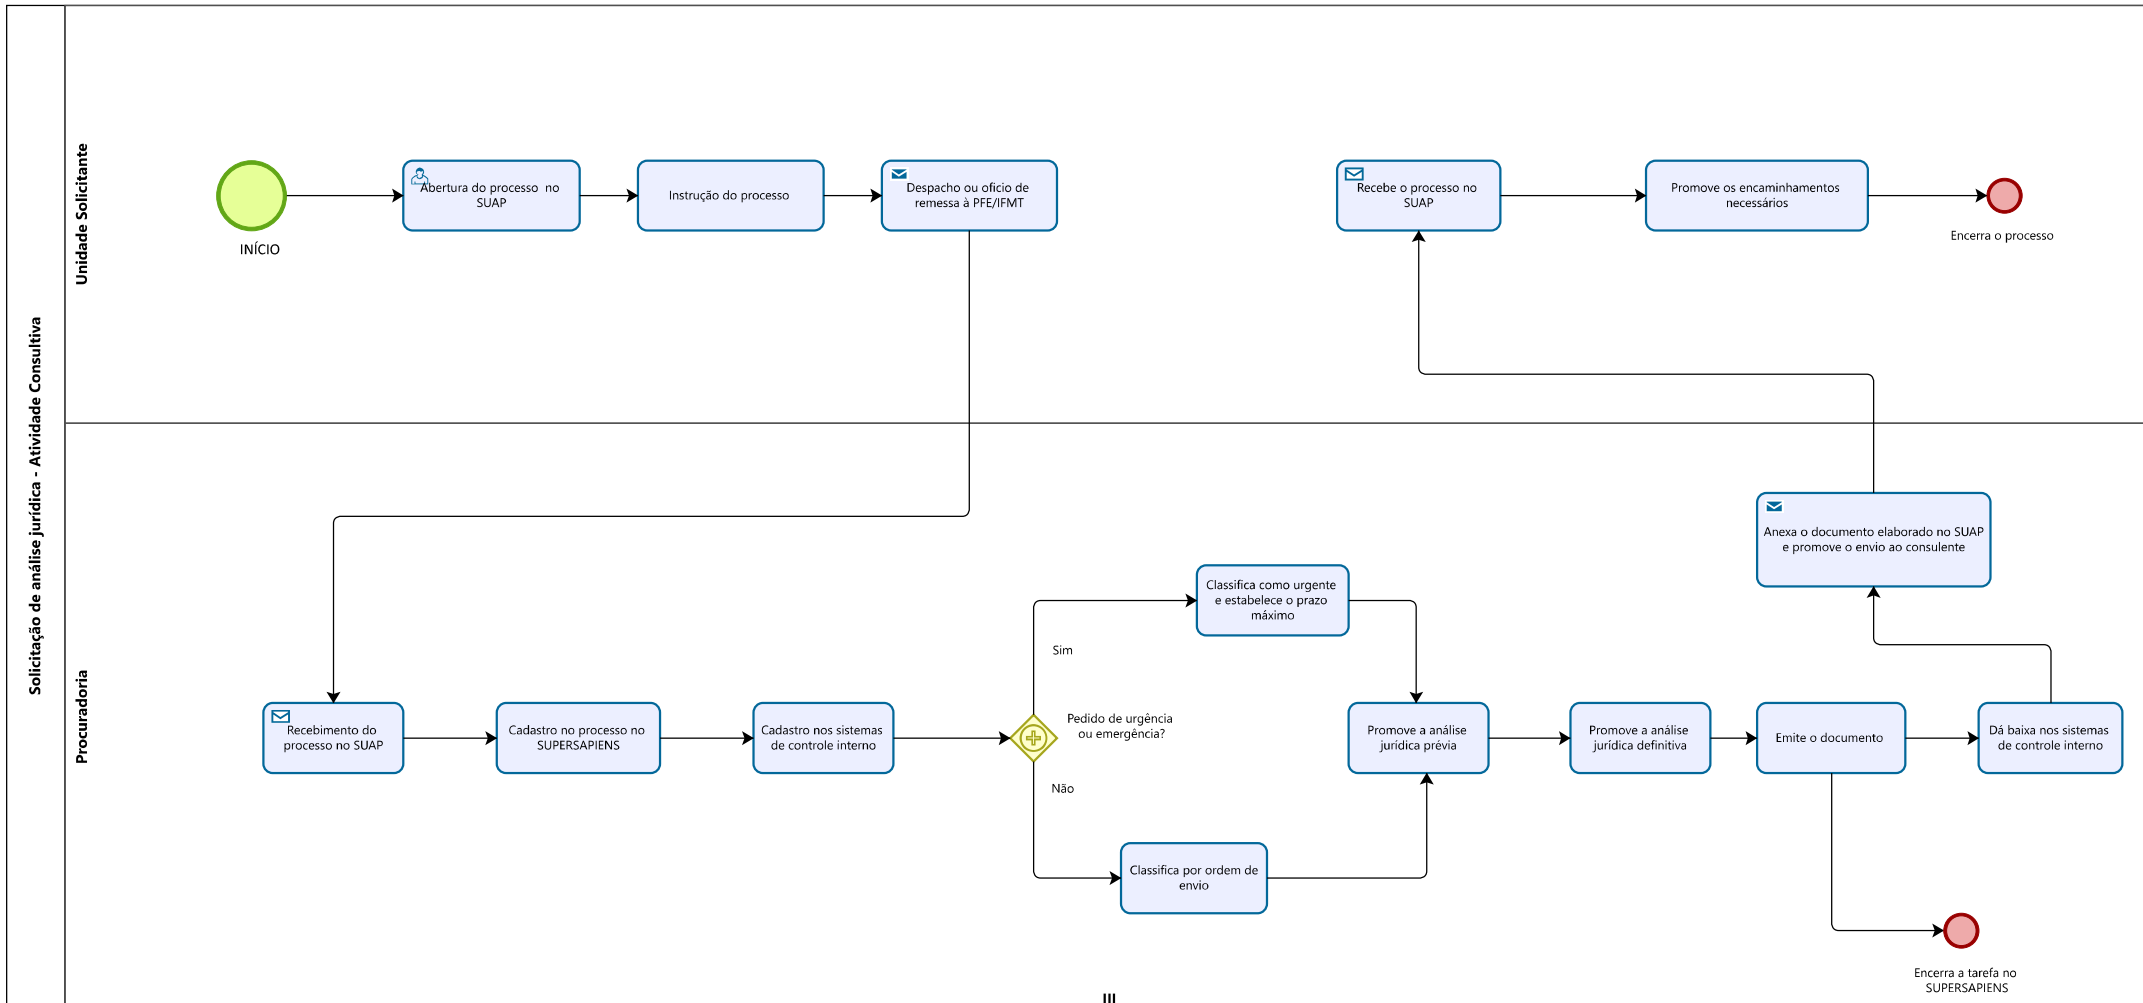 Solicitação de análise jurídica - Atividade Consultiva
Unidade Solicitante
INÍCIO
Abertura do processo no
SUAP
Instrução do processo
Despacho ou oficio de
remessa à PFE/IFMT
Recebe o processo no
SUAP
Promove os encaminhamentos
necessários
Encerra o processo
Procuradoria
Recebimento do
processo no SUAP
Cadastro no processo no
SUPERSAPIENS
Cadastro nos sistemas
de controle interno
Pedido de urgência
ou emergência?
Sim
Classifica como urgente
e estabelece o prazo
máximo
Não
Classifica por ordem de
envio
Promove a análise
jurídica prévia
Promove a análise
jurídica definitiva
Emite o documento
Dá baixa nos sistemas
de controle interno
Anexa o documento elaborado no SUAP
e promove o envio ao consulente
Encerra a tarefa no
SUPERSAPIENS